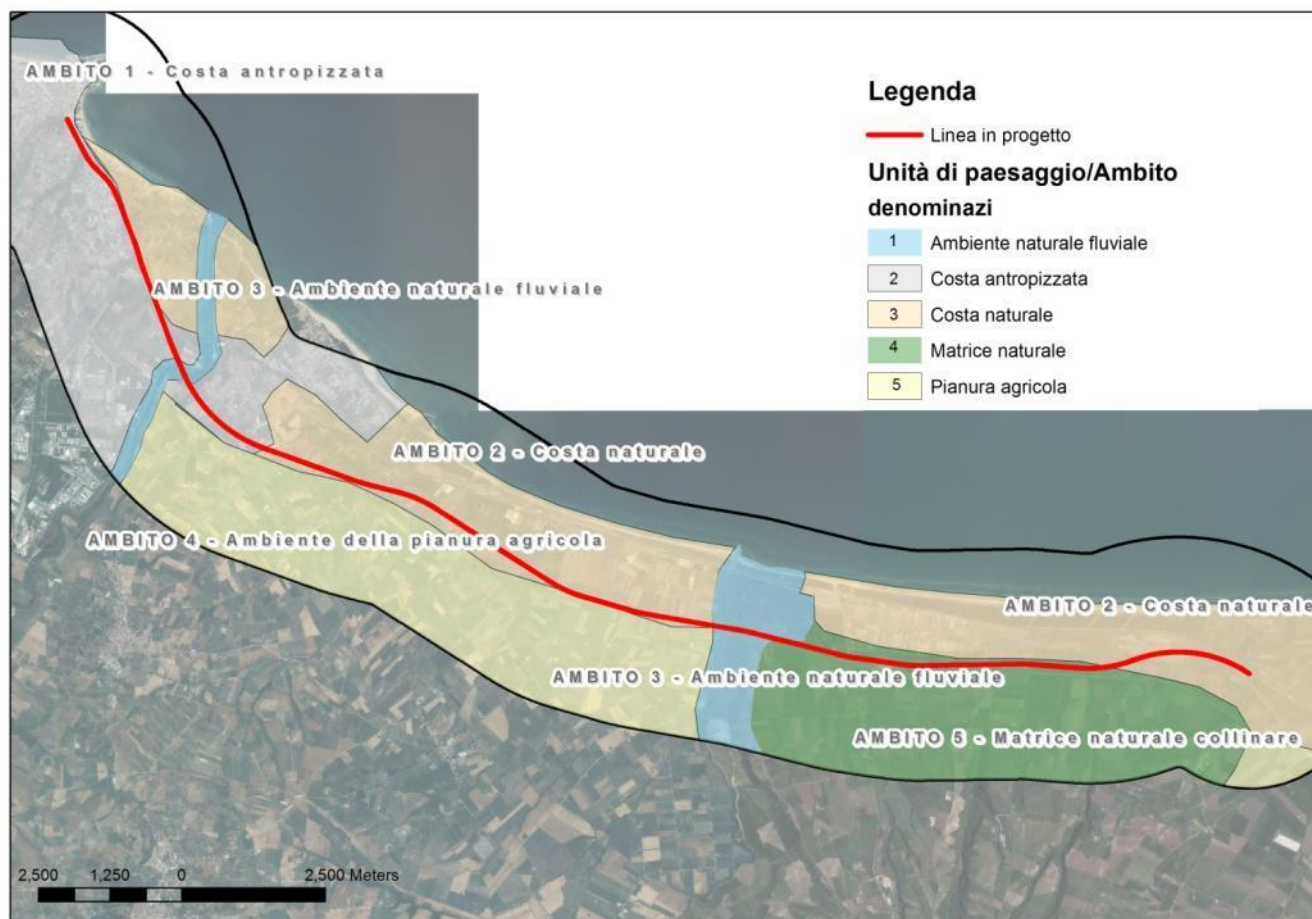 AMBITO 1 - Costa antropizzata
Legenda
Linea in progetto
Unità di paesaggio/Ambito
denominazi
1 Ambiente naturale fluviale
2 Costa antropizzata
3 Costa naturale
4 Matrice naturale
5 Pianura agricola
AMBITO 3 - Ambiente naturale fluviale
AMBITO 2 - Costa naturale
AMBITO 4 - Ambiente della pianura agricola
AMBITO 2 - Costa naturale
AMBITO 3 - Ambiente naturale fluviale
AMBITO 5 - Matrice naturale collinare
2,500 1,250 0 2,500 Meters